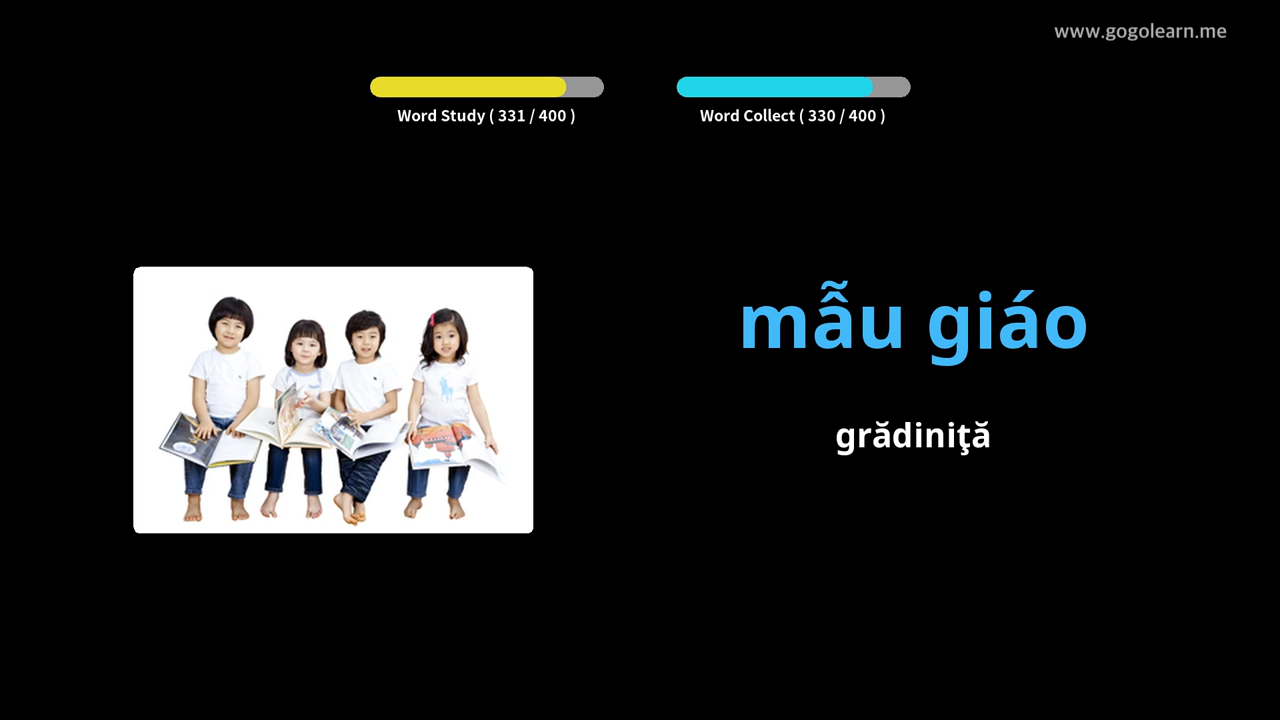 www.gogolearn.me
Word Study ( 331 / 400 )
Word Collect ( 330 / 400 )
mẫu giáo
grădiniţă